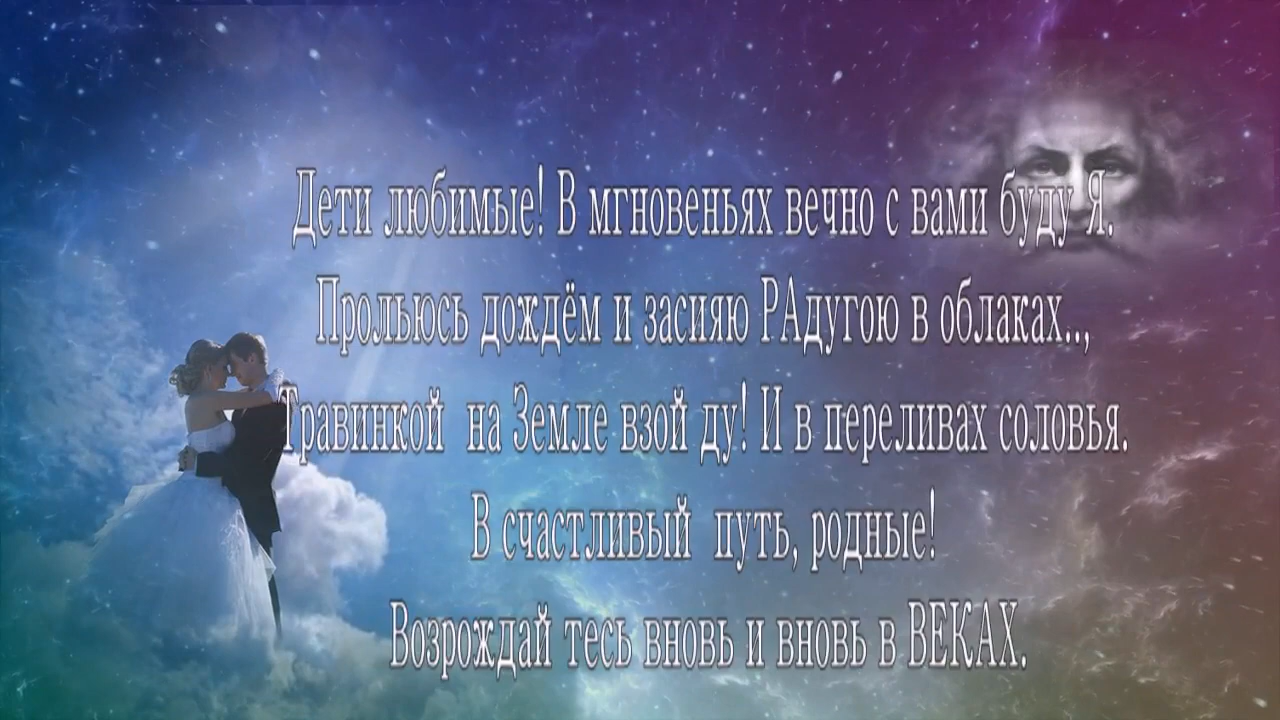 Дети любимые! В мгновеньях вечно с вами буду Я.
Прольюсь дождём и засияю РАдугою в облаках..,
Травинкой на Земле взой ду! И в переливах соловья.
В счастливый путь, родные!
Возрождай тесь вновь и вновь в ВЕКАХ.